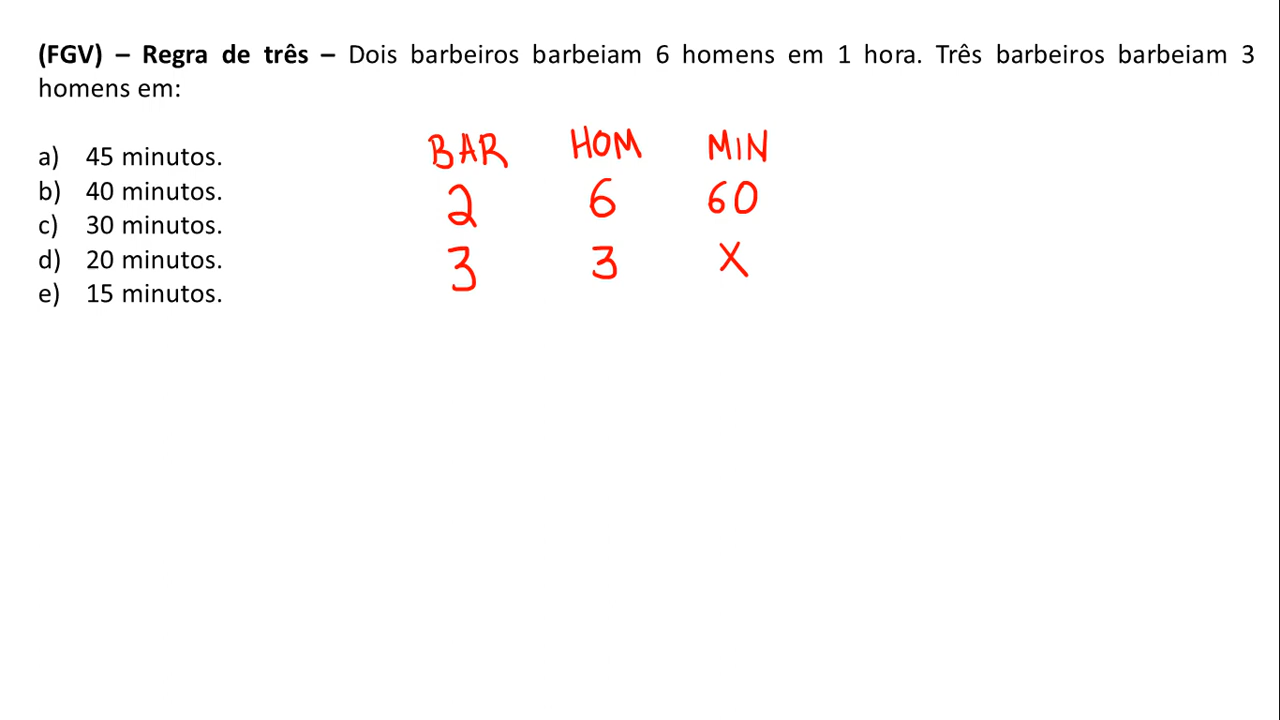 (FGV) – Regra de três – Dois barbeiros barbeiam 6 homens em 1 hora. Três barbeiros barbeiam 3
homens em:
a) 45 minutos.
b) 40 minutos.
c) 30 minutos.
d) 20 minutos.
e) 15 minutos.
BAR HOM MIN
2 6 60
3 3 X